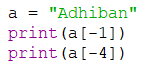 a = "Adhiban"
print(a[-1])
print(a[-4])